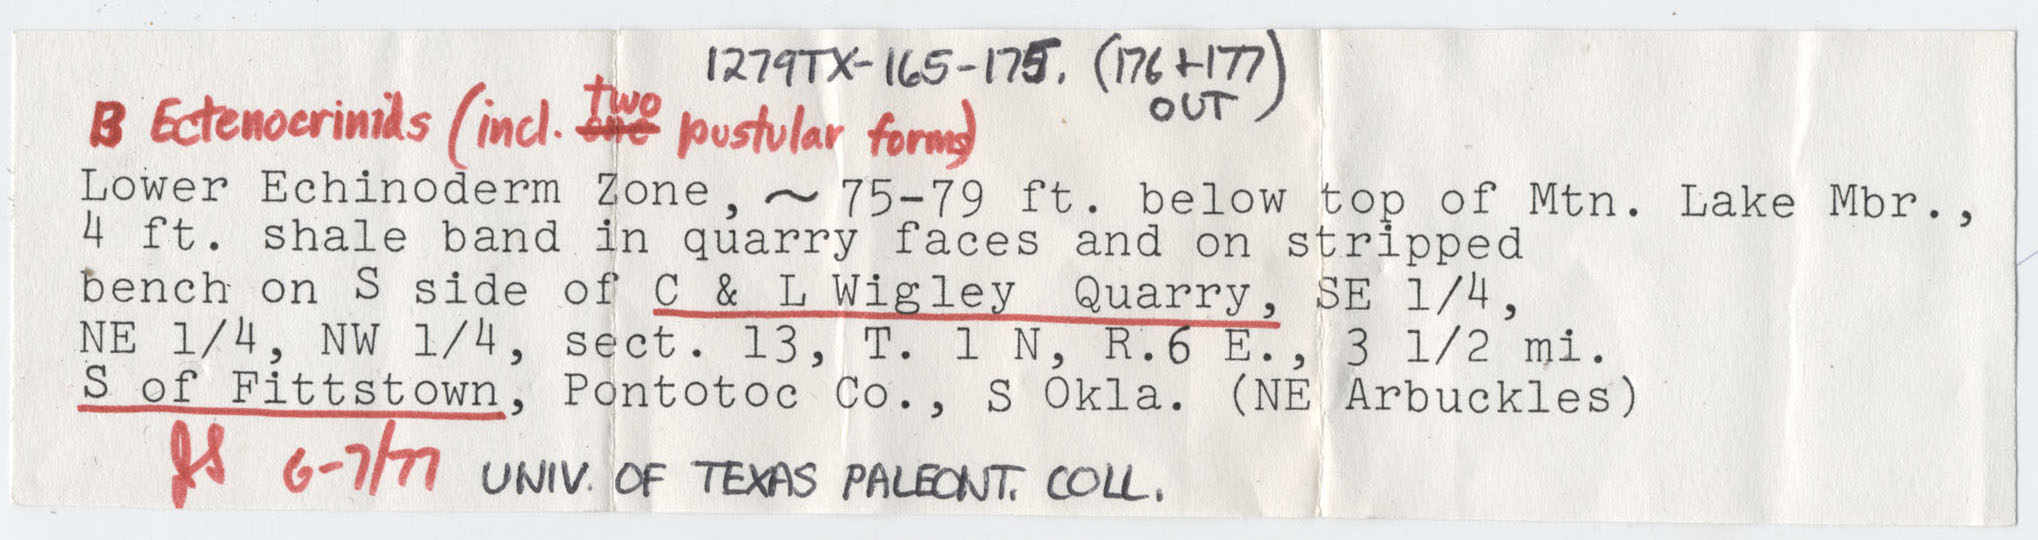 1279TX-165-175. (176+177)
OUT
two
B Ectenocrinids (incl. one pustular forms)
Lower Echinoderm Zone, ~ 75-79 ft. below top of Mtn. Lake Mbr.,
4 ft. shale band in quarry faces and on stripped
bench on S side of C & L Wigley Quarry, SE 1/4,
NE 1/4, NW 1/4, sect. 13, T. 1 N, R.6 E., 3 1/2 mi.
S of Fittstown, Pontotoc Co., S Okla. (NE Arbuckles)
JS 6-7/77 UNIV. OF TEXAS PALEONT. COLL.